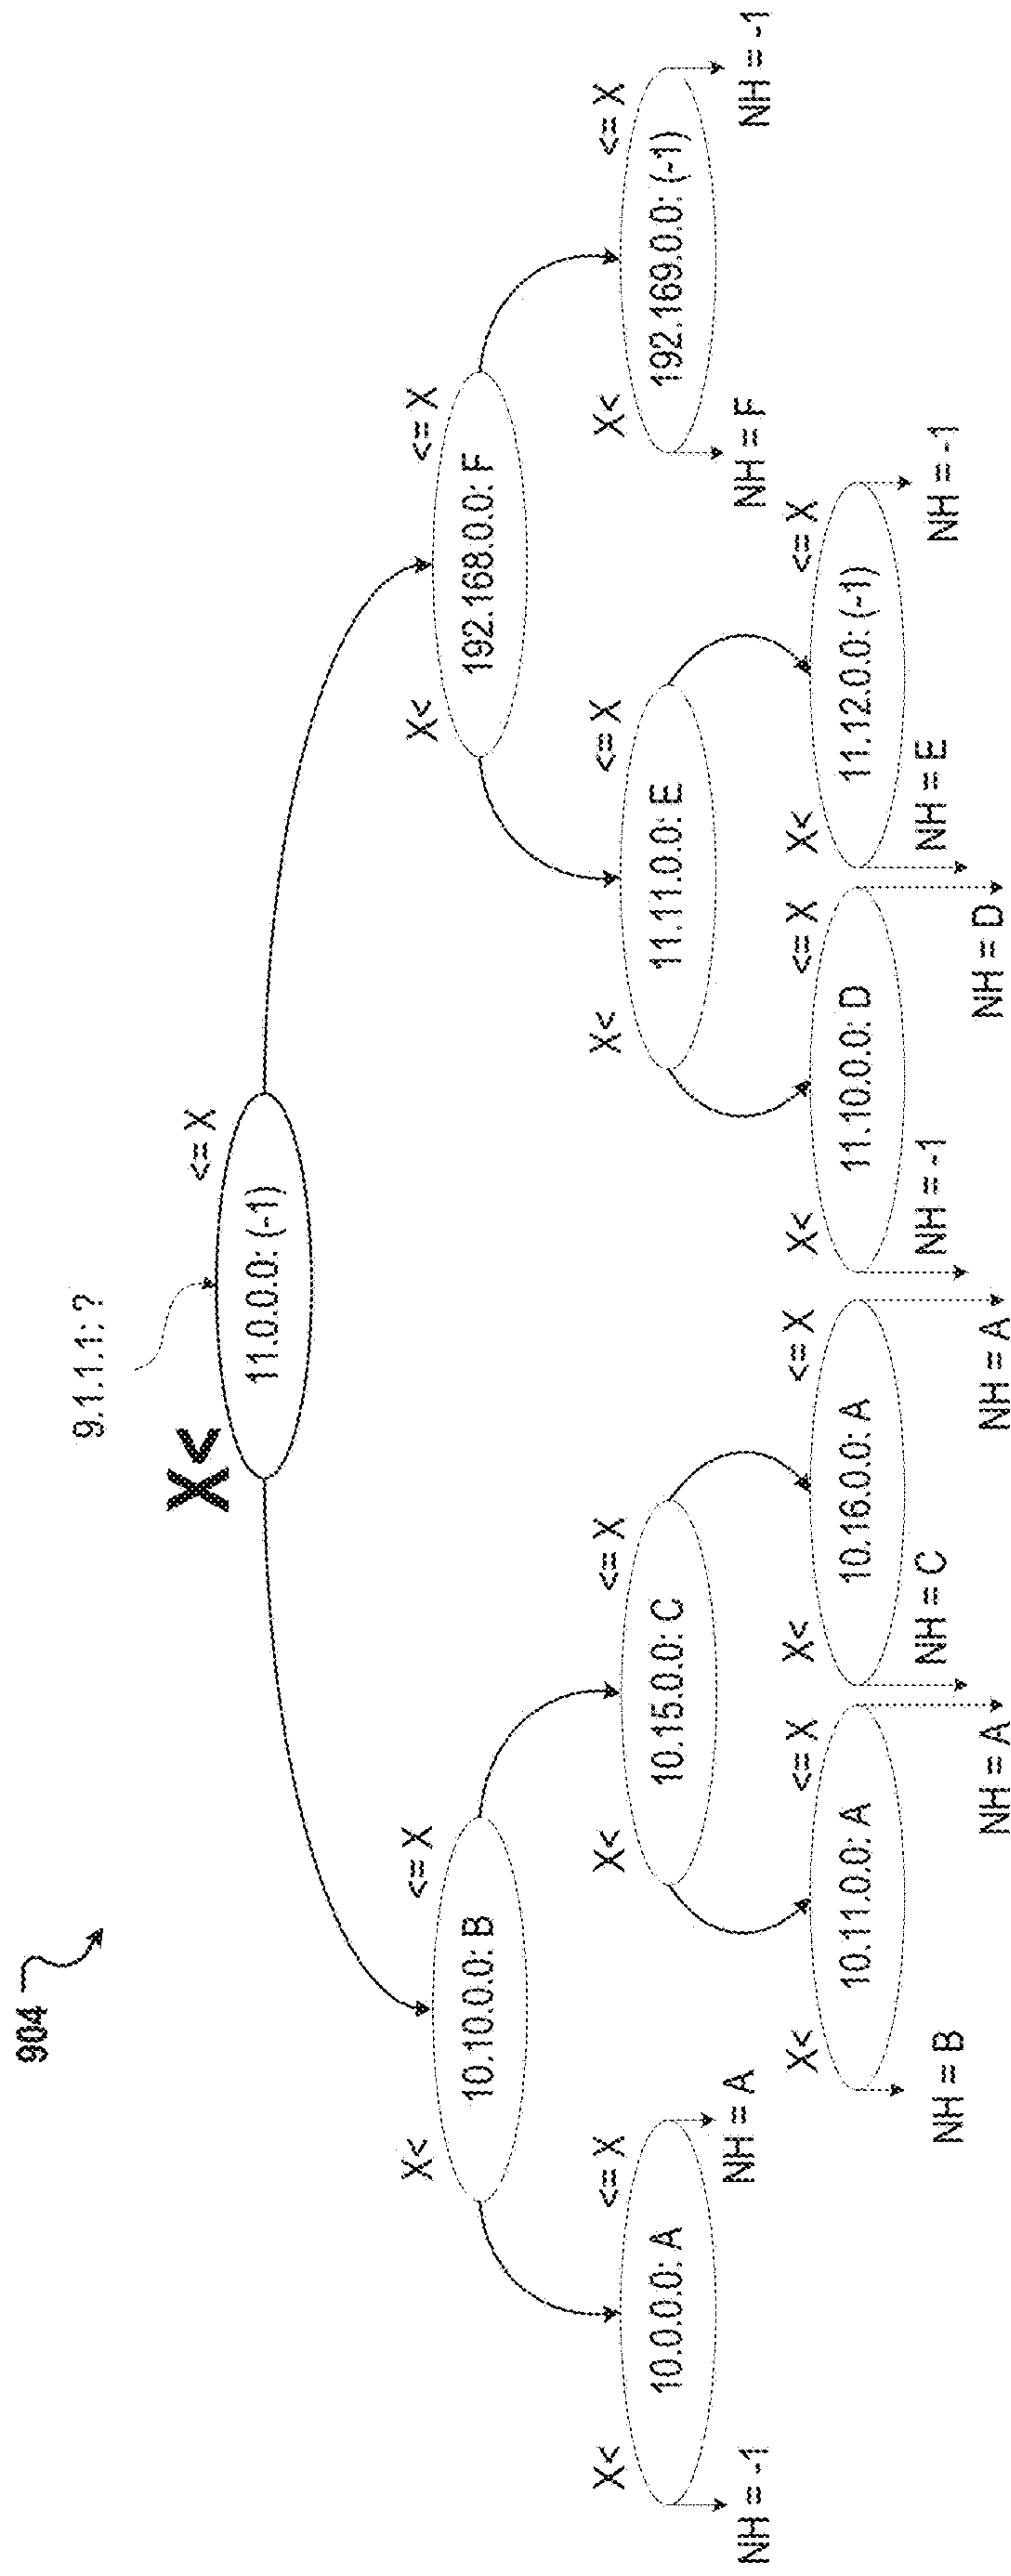 904
9.1.1.1: ?
X<
<= X
11.0.0.0: (-1)
X<
<= X
X<
<= X
10.10.0.0: B
192.168.0.0: F
X<
<= X
X<
<= X
X<
<= X
X<
<= X
10.0.0.0: A
10.15.0.0: C
11.11.0.0: E
192.169.0.0: (-1)
NH = -1
NH = A
NH = F
NH = -1
X<
<= X
X<
<= X
X<
<= X
X<
<= X
10.11.0.0: A
10.16.0.0: A
11.10.0.0: D
11.12.0.0: (-1)
NH = B
NH = C
NH = -1
NH = E
NH = -1
NH = A
NH = A
NH = D